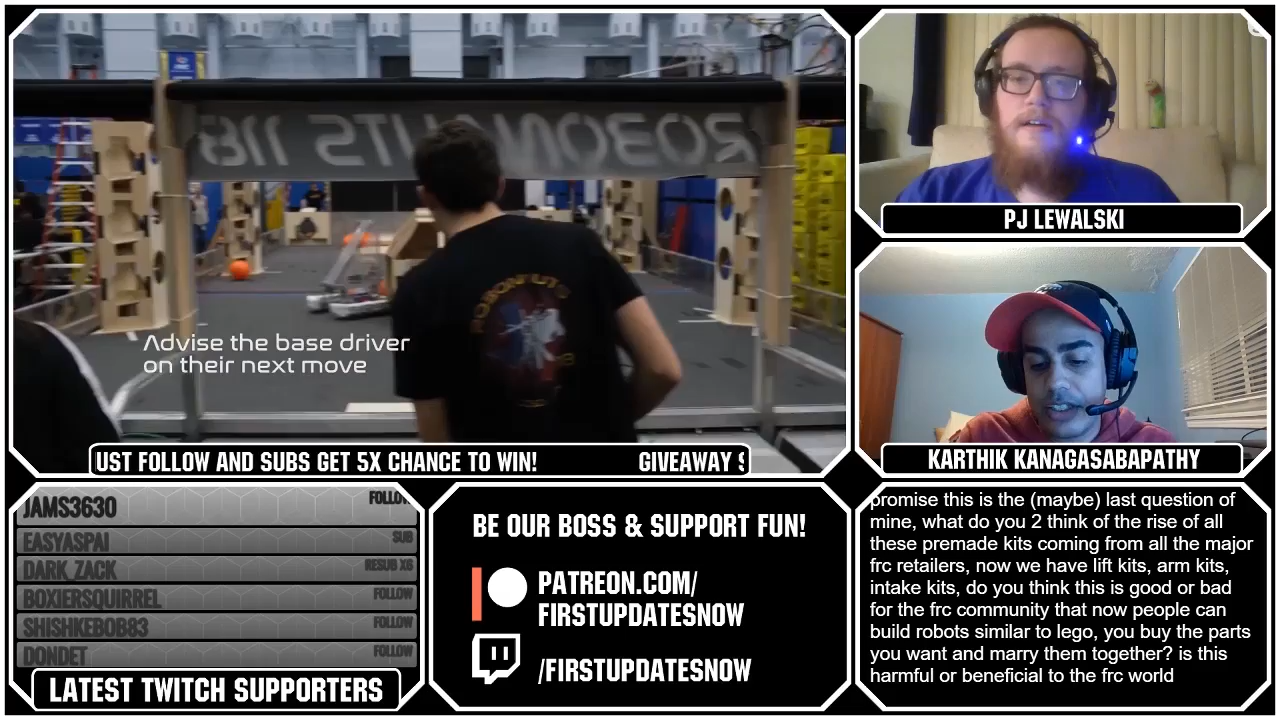 ROBONAUTS 118
Advise the base driver
on their next move
UST FOLLOW AND SUBS GET 5X CHANCE TO WIN!
GIVEAWAY
PJ LEWALSKI
KARTHIK KANAGASABAPATHY
JAMS3630 FOLLOW
EASYASPAI SUB
DARK_ZACK RESUB X6
BOXIERSQUIRREL FOLLOW
SHISHKEBOB83 FOLLOW
DONDET FOLLOW
LATEST TWITCH SUPPORTERS
BE OUR BOSS & SUPPORT FUN!
PATREON.COM/
FIRSTUPDATESNOW
/FIRSTUPDATESNOW
promise this is the (maybe) last question of
mine, what do you 2 think of the rise of all
these premade kits coming from all the major
frc retailers, now we have lift kits, arm kits,
intake kits, do you think this is good or bad
for the frc community that now people can
build robots similar to lego, you buy the parts
you want and marry them together? is this
harmful or beneficial to the frc world